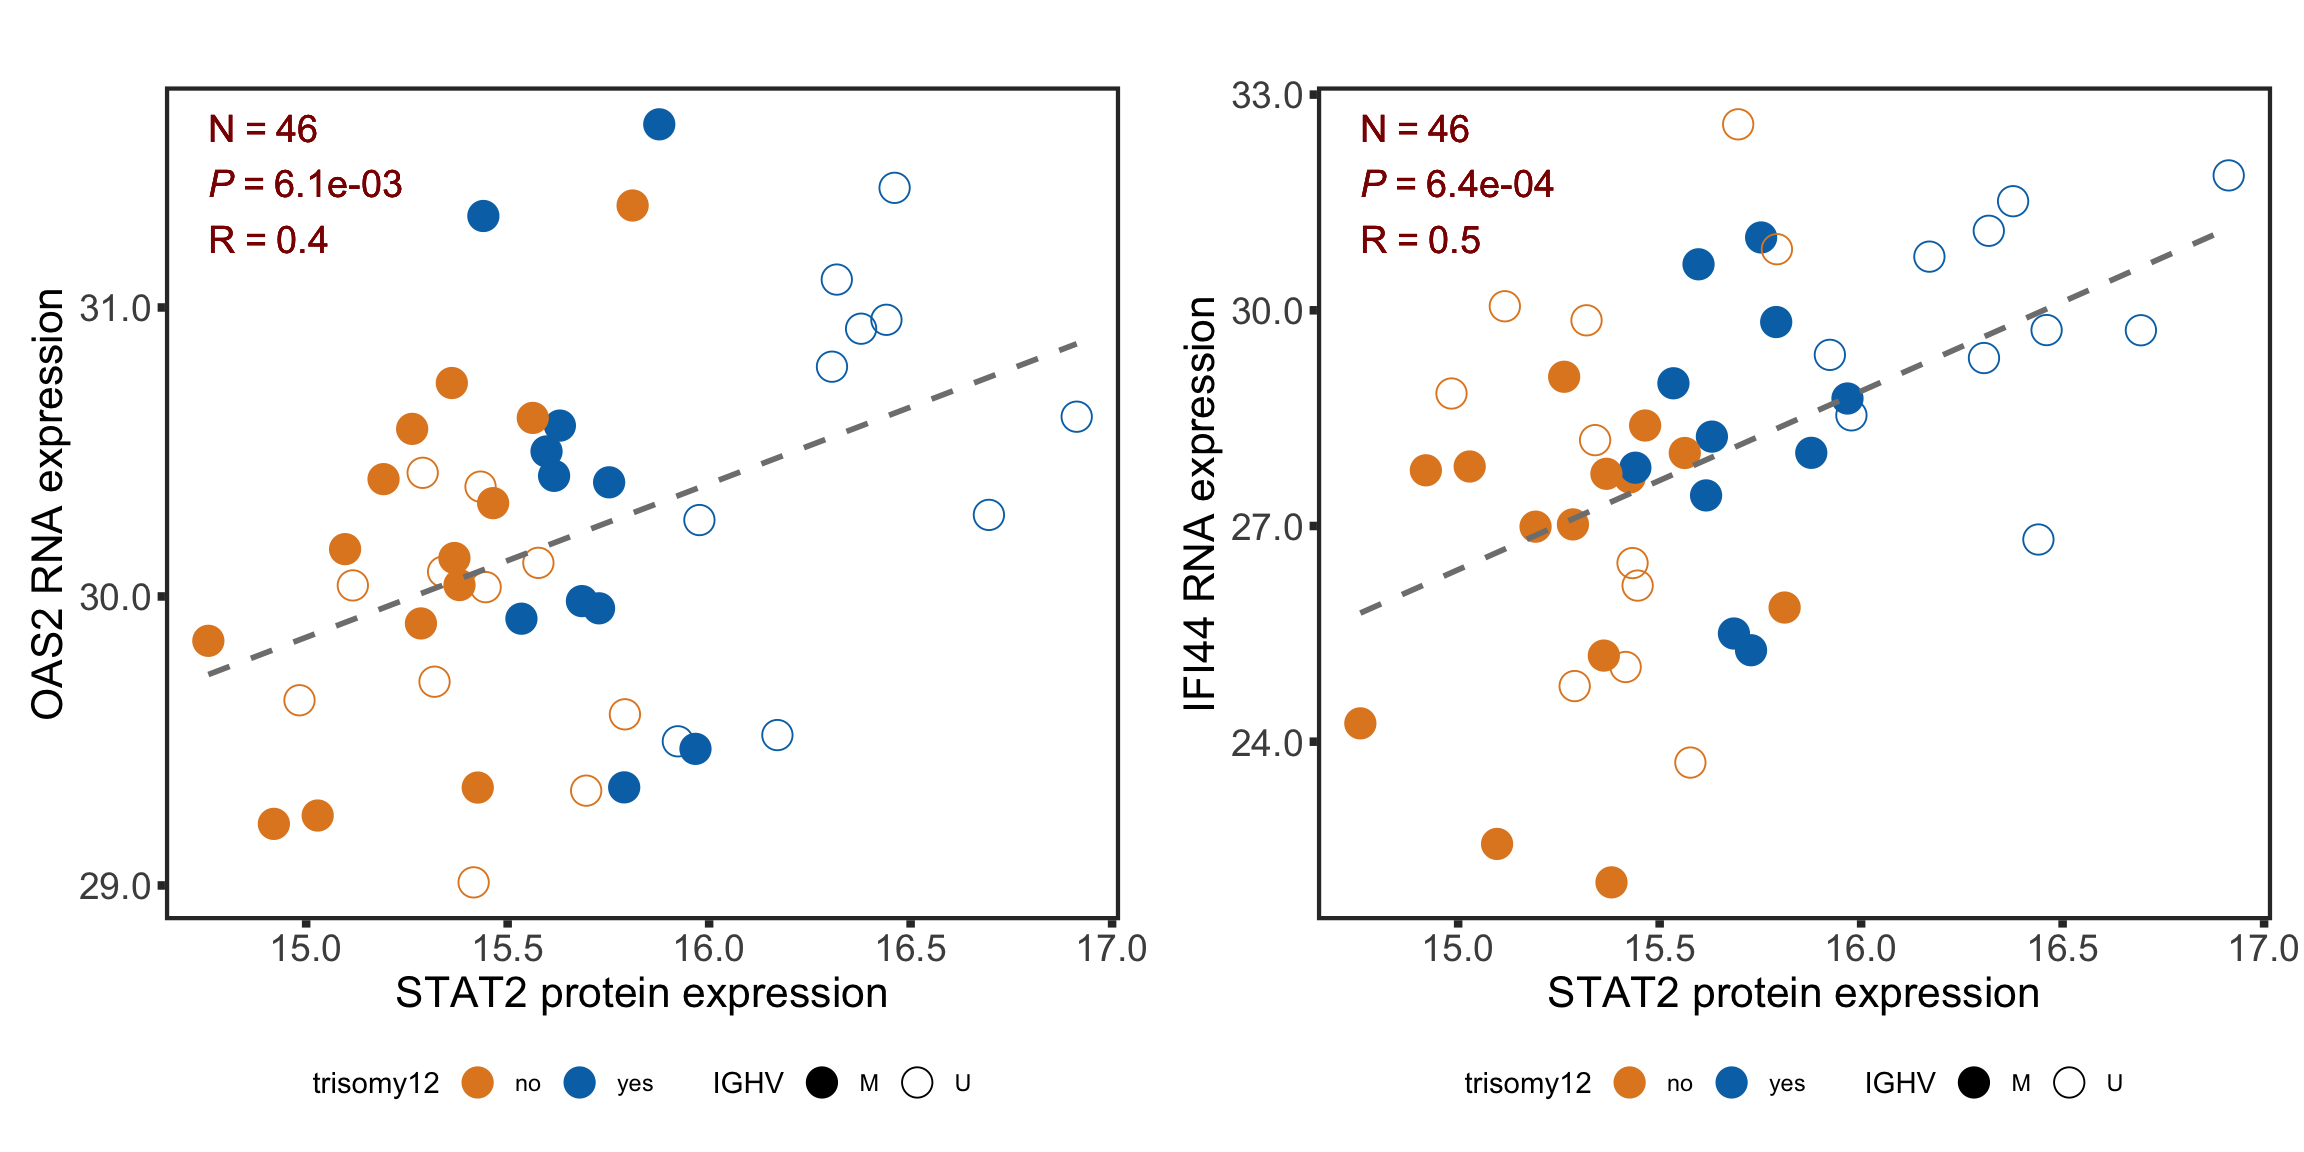 N = 46
P = 6.1e-03
R = 0.4
OAS2 RNA expression
31.0
30.0
29.0
15.0 15.5 16.0 16.5 17.0
STAT2 protein expression
trisomy12 no yes IGHV M U
N = 46
P = 6.4e-04
R = 0.5
IFI44 RNA expression
33.0
30.0
27.0
24.0
15.0 15.5 16.0 16.5 17.0
STAT2 protein expression
trisomy12 no yes IGHV M U